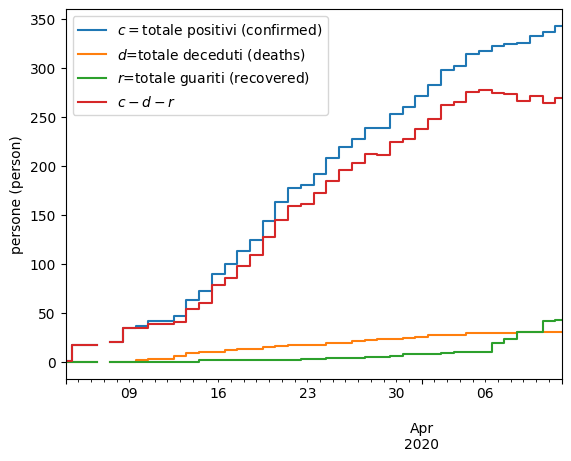 c = totale positivi (confirmed)
d=totale deceduti (deaths)
r=totale guariti (recovered)
c − d − r
persone (person)
350
300
250
200
150
100
50
0
09 16 23 30 06
Apr
2020